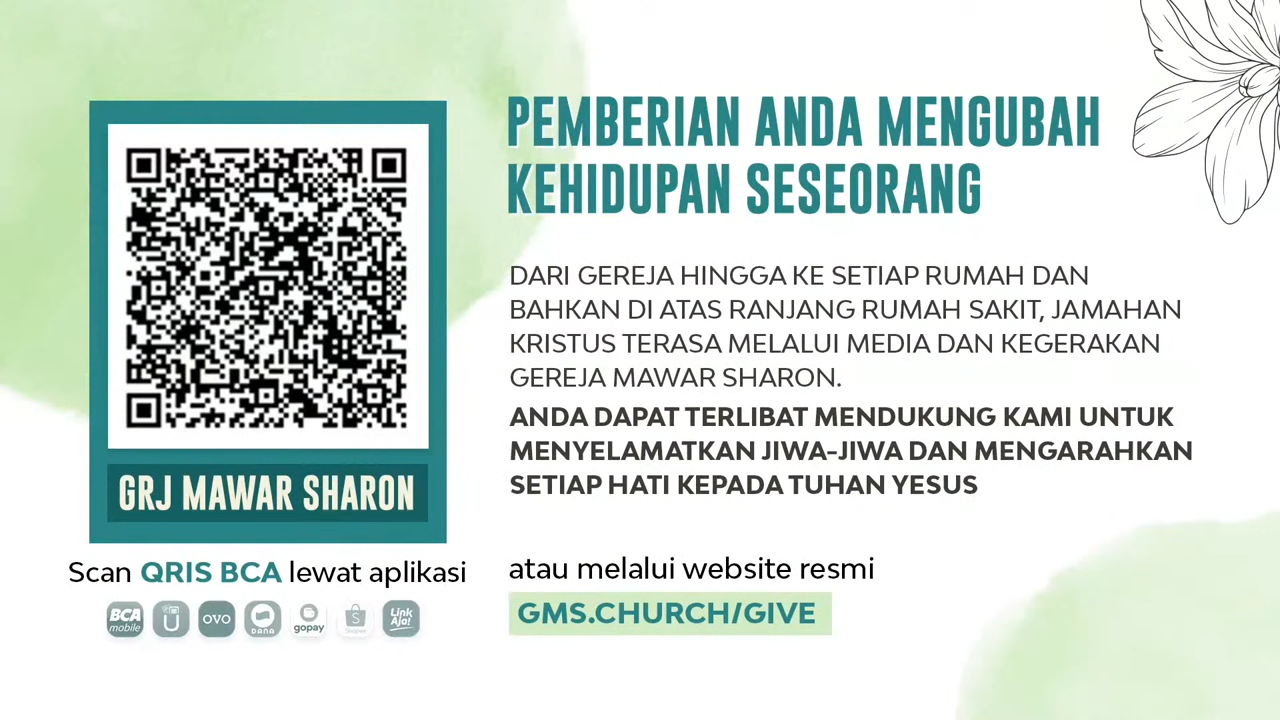 PEMBERIAN ANDA MENGUBAH
KEHIDUPAN SESEORANG
DARI GEREJA HINGGA KE SETIAP RUMAH DAN
BAHKAN DI ATAS RANJANG RUMAH SAKIT, JAMAHAN
KRISTUS TERASA MELALUI MEDIA DAN KEGERAKAN
GEREJA MAWAR SHARON.
ANDA DAPAT TERLIBAT MENDUKUNG KAMI UNTUK
MENYELAMATKAN JIWA-JIWA DAN MENGARAHKAN
SETIAP HATI KEPADA TUHAN YESUS
GRJ MAWAR SHARON
Scan QRIS BCA lewat aplikasi
BCA mobile U OVO DANA gopay S Shopee Link Aja!
atau melalui website resmi
GMS.CHURCH/GIVE